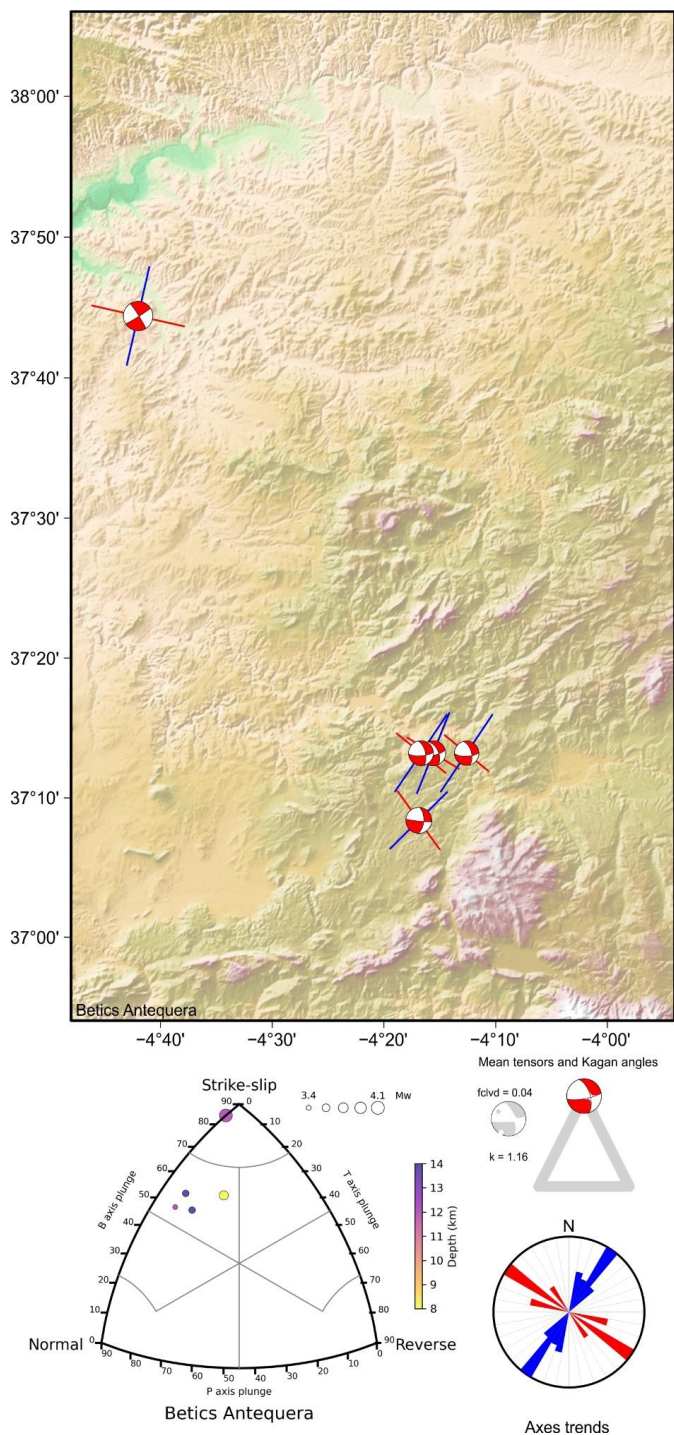 38°00'
37°50'
37°40'
37°30'
37°20'
37°10'
37°00'
Betics Antequera
−4°40' −4°30' −4°20' −4°10' −4°00'
Mean tensors and Kagan angles
Strike-slip
90 0
3.4 4.1 Mw
fclvd = 0.04
k = 1.16
80 10
70 20
60 30
50 40
40 50
30 60
20 70
10 80
0 90
B axis plunge
T axis plunge
14
13
12
11
10
9
8
Depth (km)
N
Normal
Reverse
90 80 70 60 50 40 30 20 10 0
P axis plunge
Betics Antequera
Axes trends